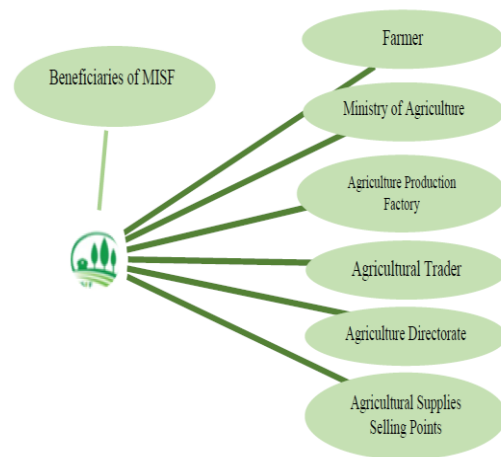 Beneficiaries of MISF
Farmer
Ministry of Agriculture
Agriculture Production
Factory
Agricultural Trader
Agriculture Directorate
Agricultural Supplies
Selling Points